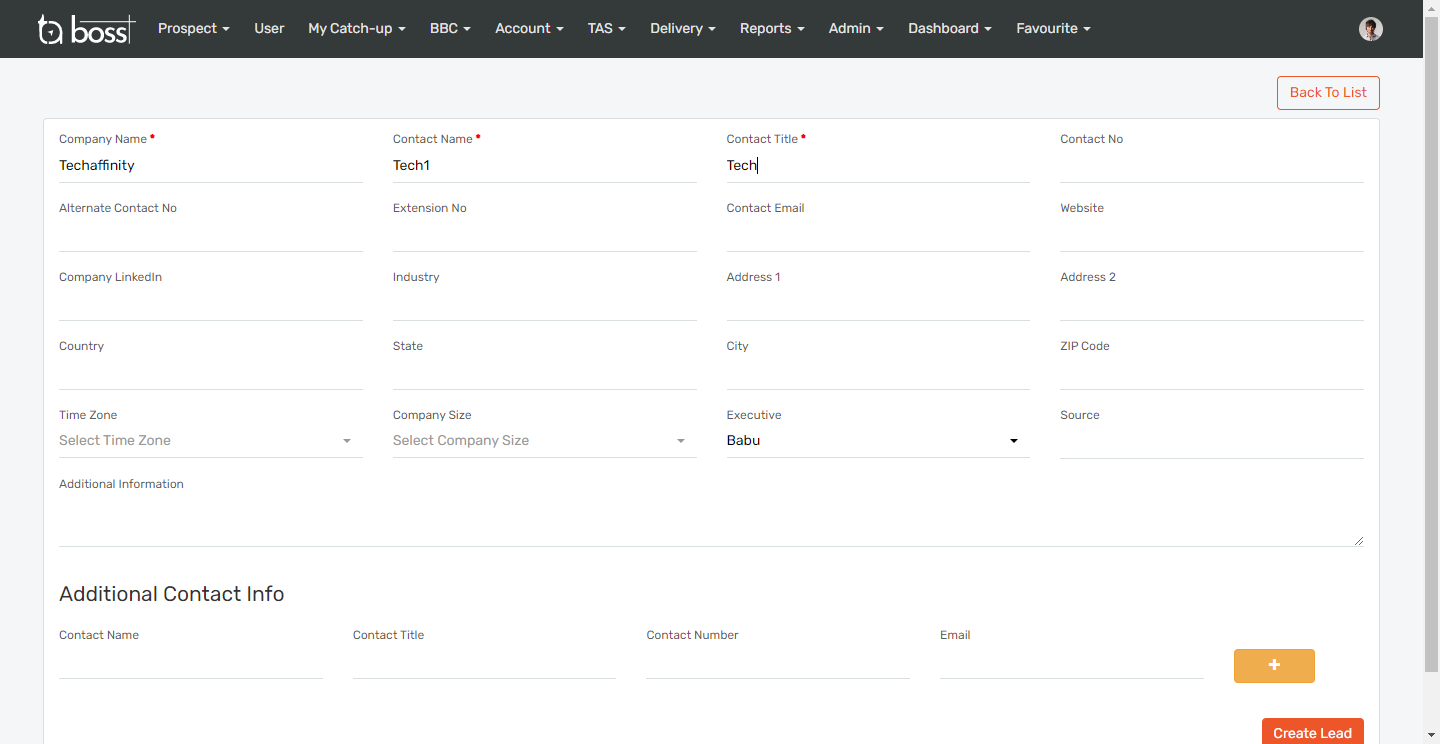 ta boss Prospect User My Catch-up BBC Account TAS Delivery Reports Admin Dashboard Favourite
Back To List
Company Name * Contact Name * Contact Title * Contact No
Techaffinity Tech1 Tech
Alternate Contact No Extension No Contact Email Website
Company LinkedIn Industry Address 1 Address 2
Country State City ZIP Code
Time Zone Company Size Executive Source
Select Time Zone Select Company Size Babu
Additional Information
Additional Contact Info
Contact Name Contact Title Contact Number Email
+
Create Lead